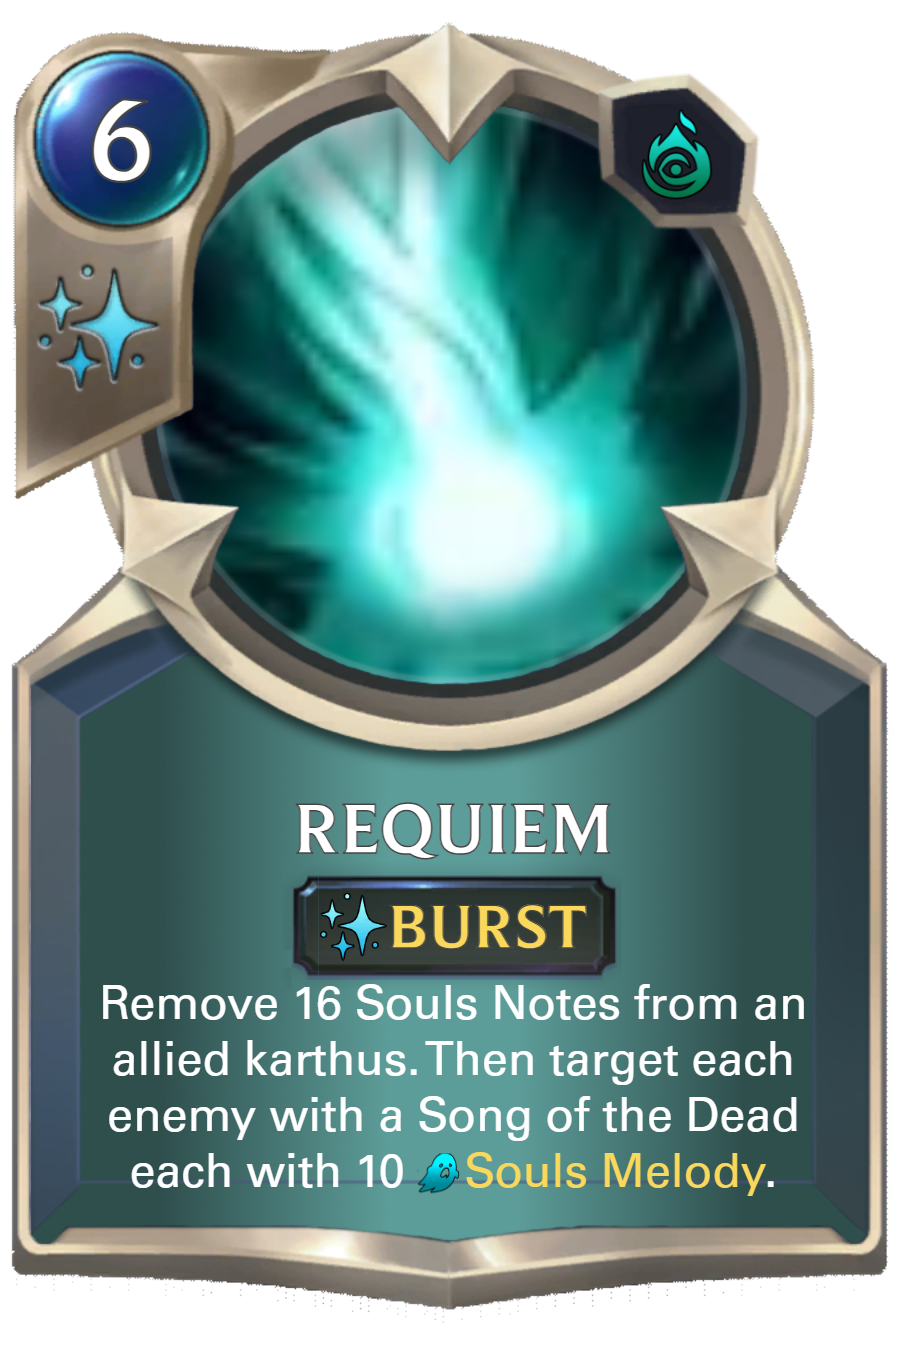 6
REQUIEM
BURST
Remove 16 Souls Notes from an
allied karthus. Then target each
enemy with a Song of the Dead
each with 10 Souls Melody.